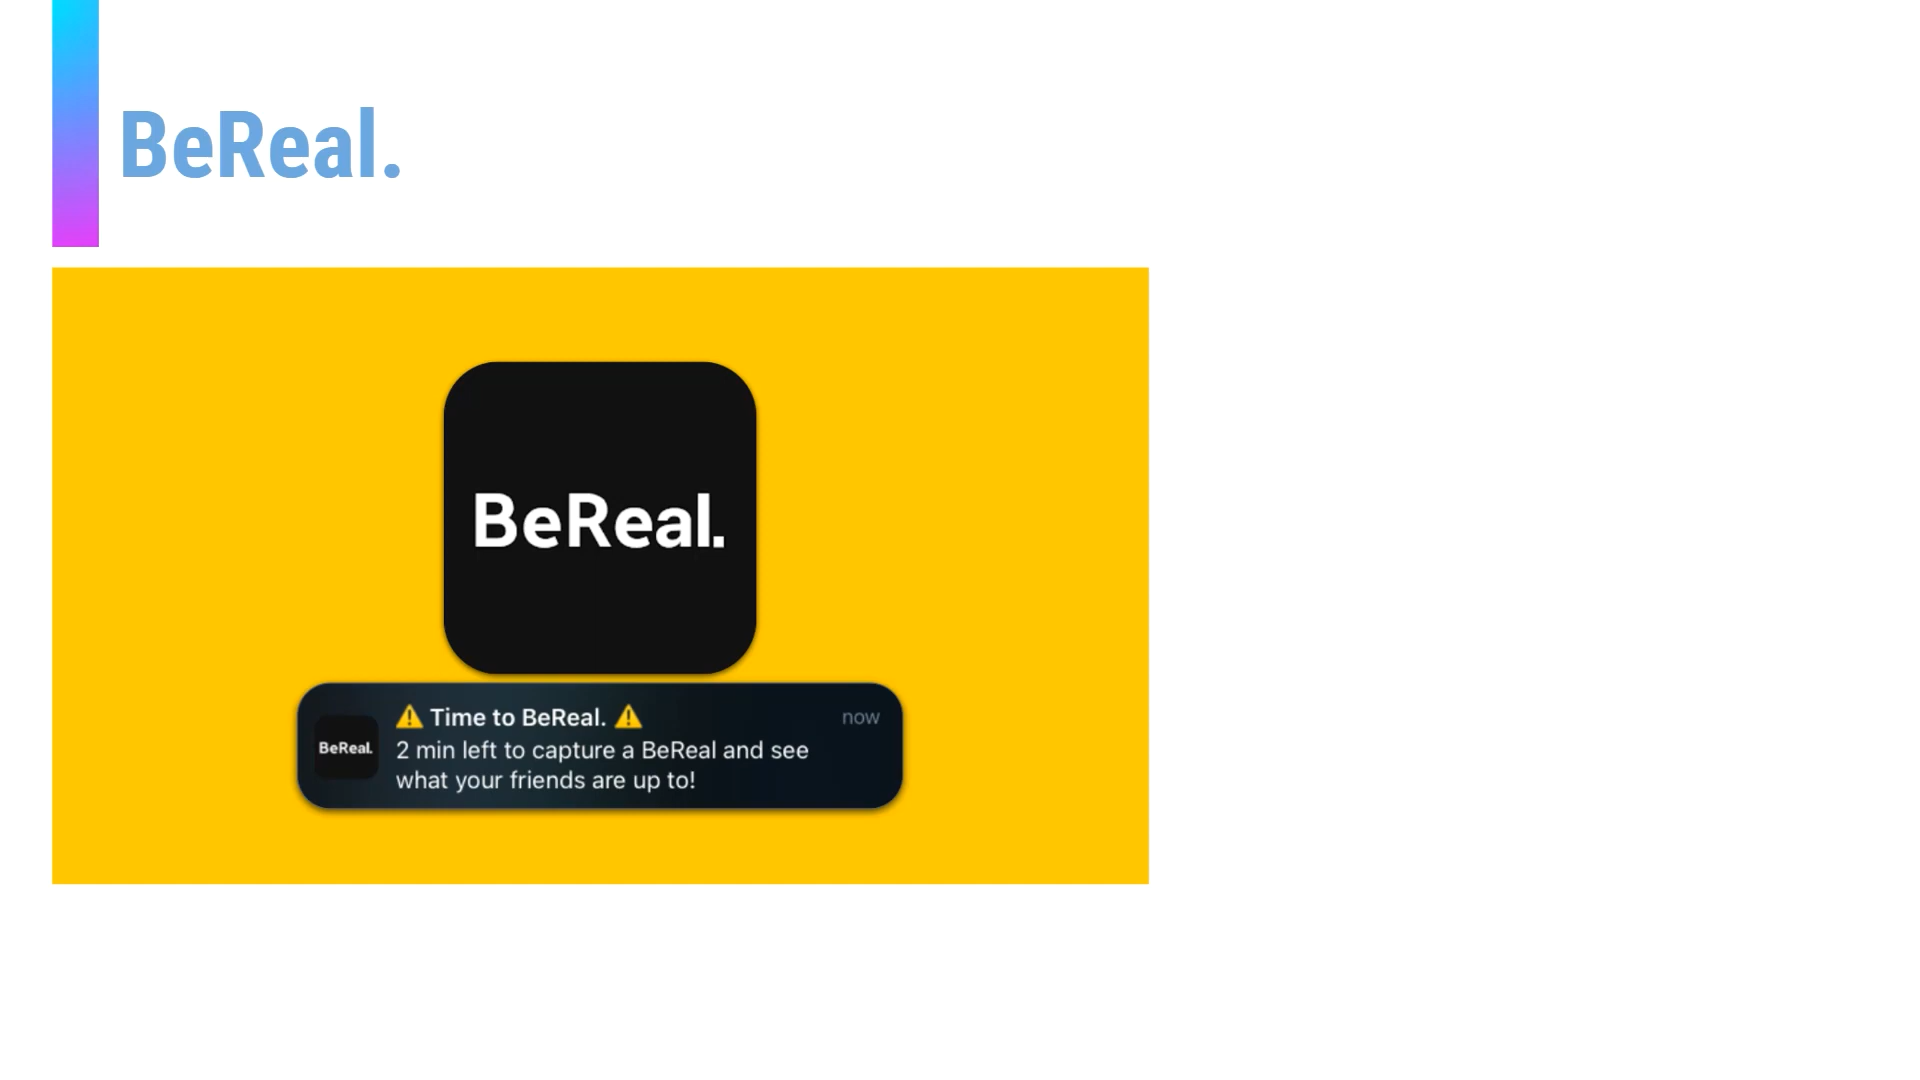 BeReal.
BeReal.
⚠️ Time to BeReal. ⚠️ now
BeReal.
2 min left to capture a BeReal and see
what your friends are up to!